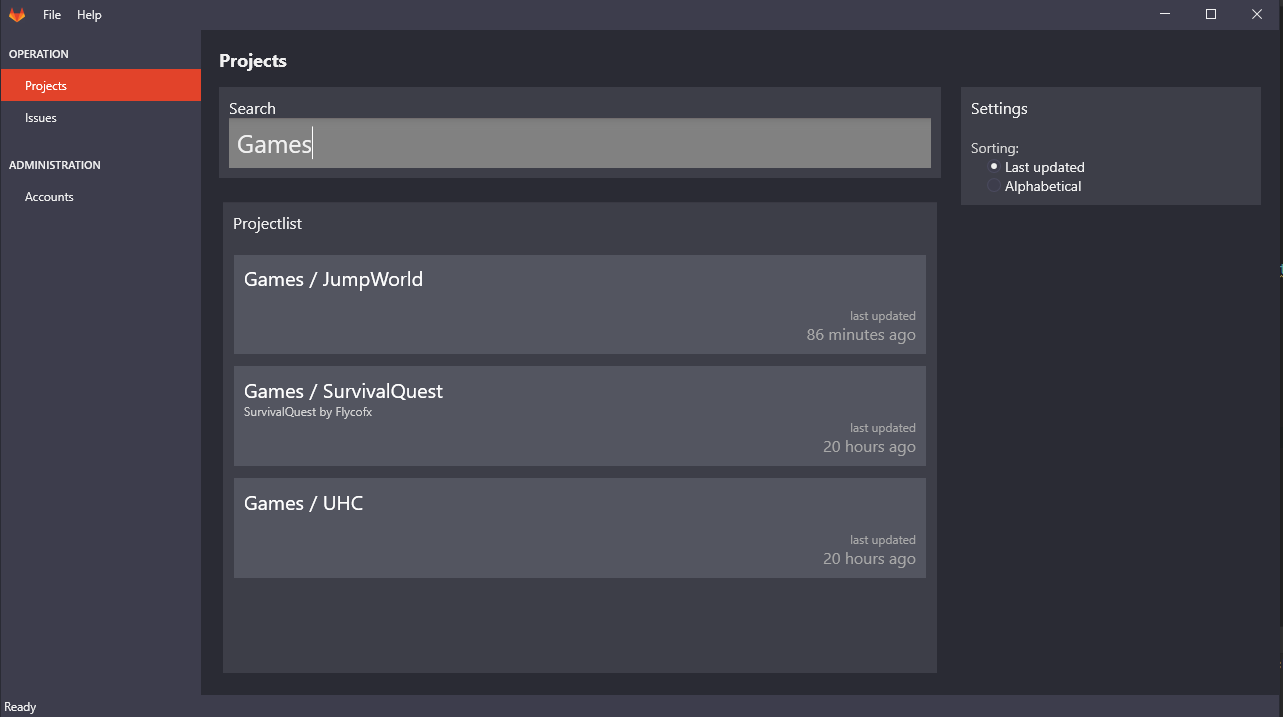 File Help
OPERATION
Projects
Issues
ADMINISTRATION
Accounts
Projects
Search
Games
Projectlist
Games / JumpWorld
last updated
86 minutes ago
Games / SurvivalQuest
SurvivalQuest by Flycofx
last updated
20 hours ago
Games / UHC
last updated
20 hours ago
Settings
Sorting:
Last updated
Alphabetical
Ready